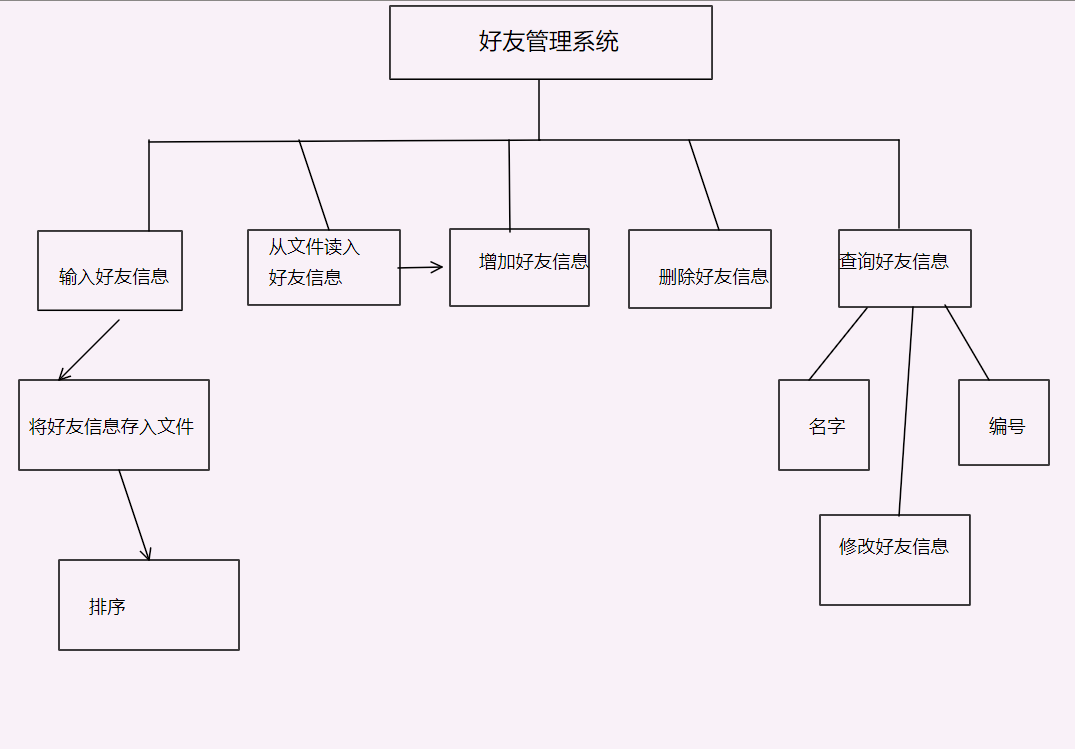 好友管理系统
输入好友信息
从文件读入
好友信息
增加好友信息
删除好友信息
查询好友信息
将好友信息存入文件
名字
编号
修改好友信息
排序